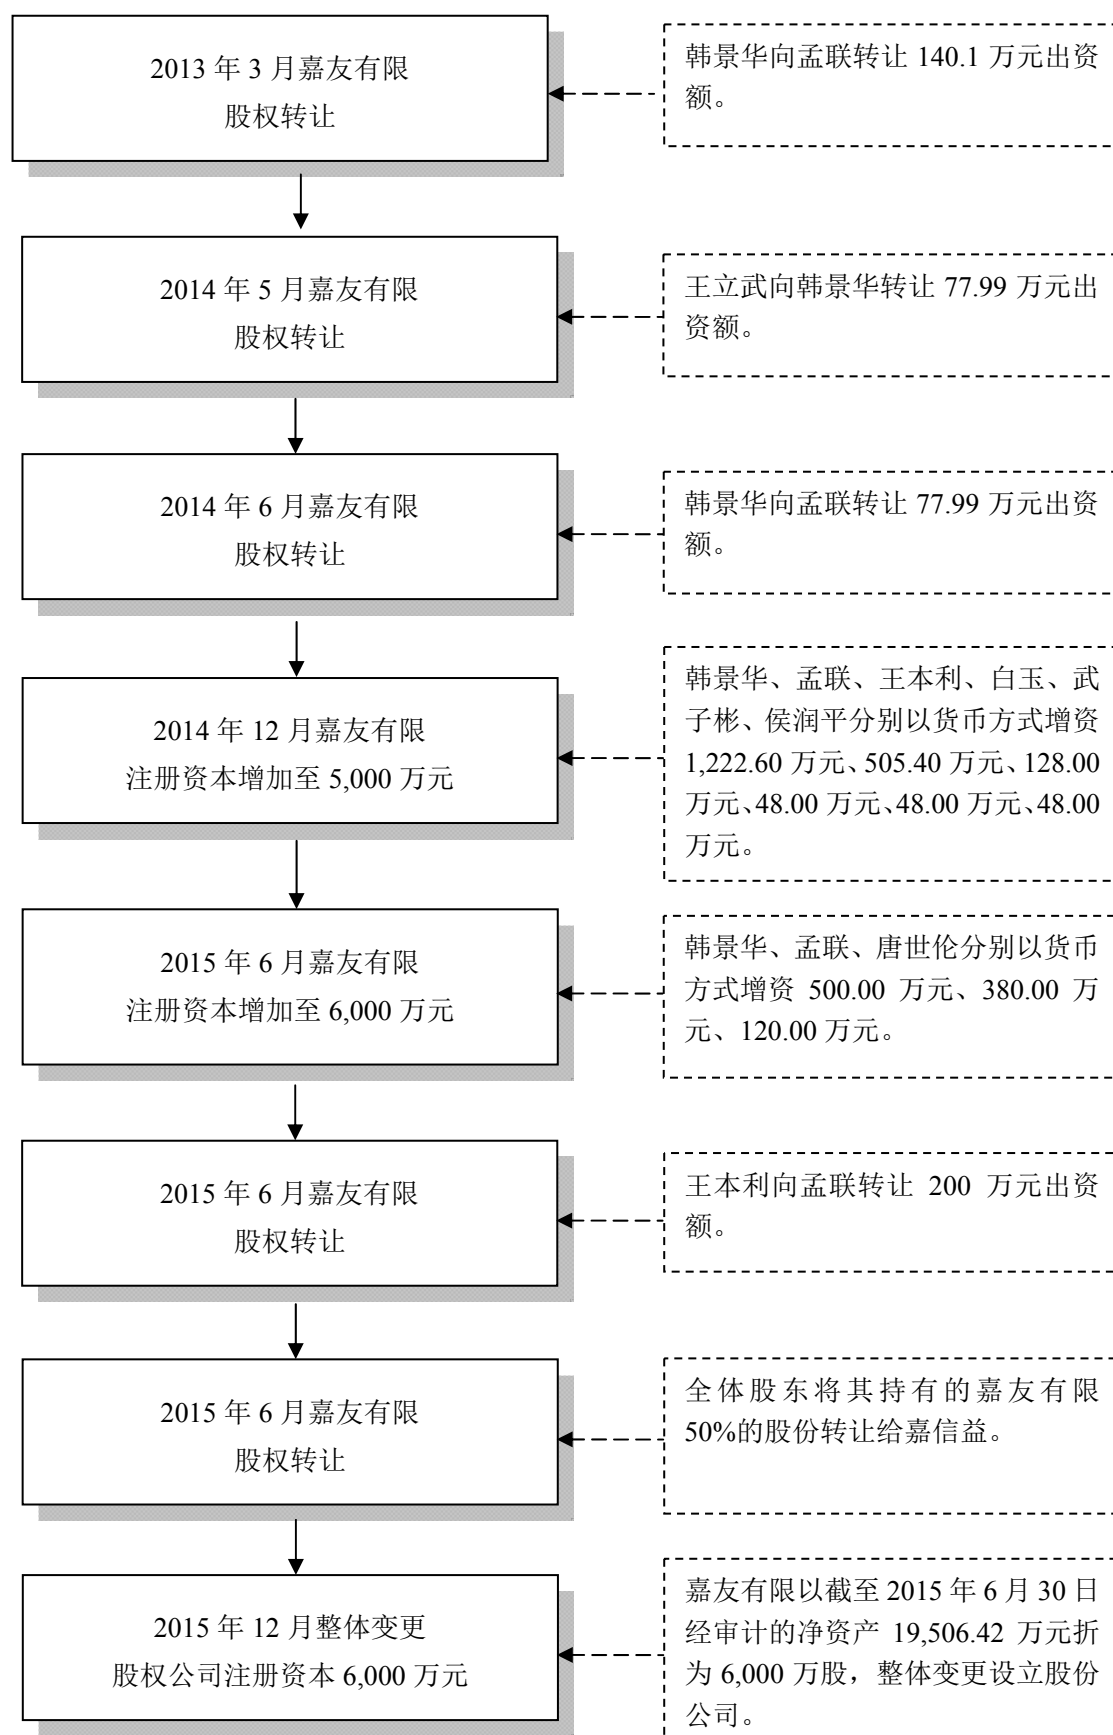 2013 年 3 月嘉友有限
股权转让
韩景华向孟联转让 140.1 万元出资
额。
2014 年 5 月嘉友有限
股权转让
王立武向韩景华转让 77.99 万元出
资额。
2014 年 6 月嘉友有限
股权转让
韩景华向孟联转让 77.99 万元出资
额。
2014 年 12 月嘉友有限
注册资本增加至 5,000 万元
韩景华、孟联、王本利、白玉、武
子彬、侯润平分别以货币方式增资
1,222.60 万元、505.40 万元、128.00
万元、48.00 万元、48.00 万元、48.00
万元。
2015 年 6 月嘉友有限
注册资本增加至 6,000 万元
韩景华、孟联、唐世伦分别以货币
方式增资 500.00 万元、380.00 万
元、120.00 万元。
2015 年 6 月嘉友有限
股权转让
王本利向孟联转让 200 万元出资
额。
2015 年 6 月嘉友有限
股权转让
全体股东将其持有的嘉友有限
50%的股份转让给嘉信益。
2015 年 12 月整体变更
股权公司注册资本 6,000 万元
嘉友有限以截至 2015 年 6 月 30 日
经审计的净资产 19,506.42 万元折
为 6,000 万股，整体变更设立股份
公司。